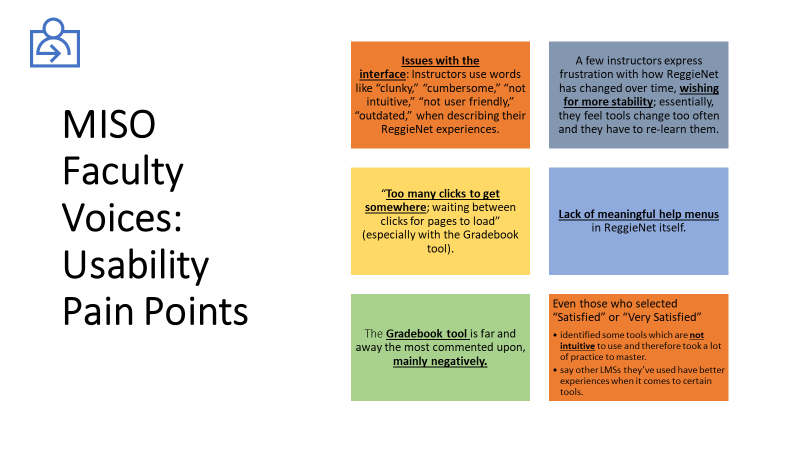 MISO
Faculty
Voices:
Usability
Pain Points
Issues with the
interface: Instructors use words
like “clunky,” “cumbersome,” “not
intuitive,” “not user friendly,”
“outdated,” when describing their
ReggieNet experiences.
A few instructors express
frustration with how ReggieNet
has changed over time, wishing
for more stability; essentially,
they feel tools change too often
and they have to re-learn them.
“Too many clicks to get
somewhere; waiting between
clicks for pages to load”
(especially with the Gradebook
tool).
Lack of meaningful help menus
in ReggieNet itself.
The Gradebook tool is far and
away the most commented upon,
mainly negatively.
Even those who selected
“Satisfied” or “Very Satisfied”
• identified some tools which are not
intuitive to use and therefore took a lot
of practice to master.
• say other LMSs they’ve used have better
experiences when it comes to certain
tools.